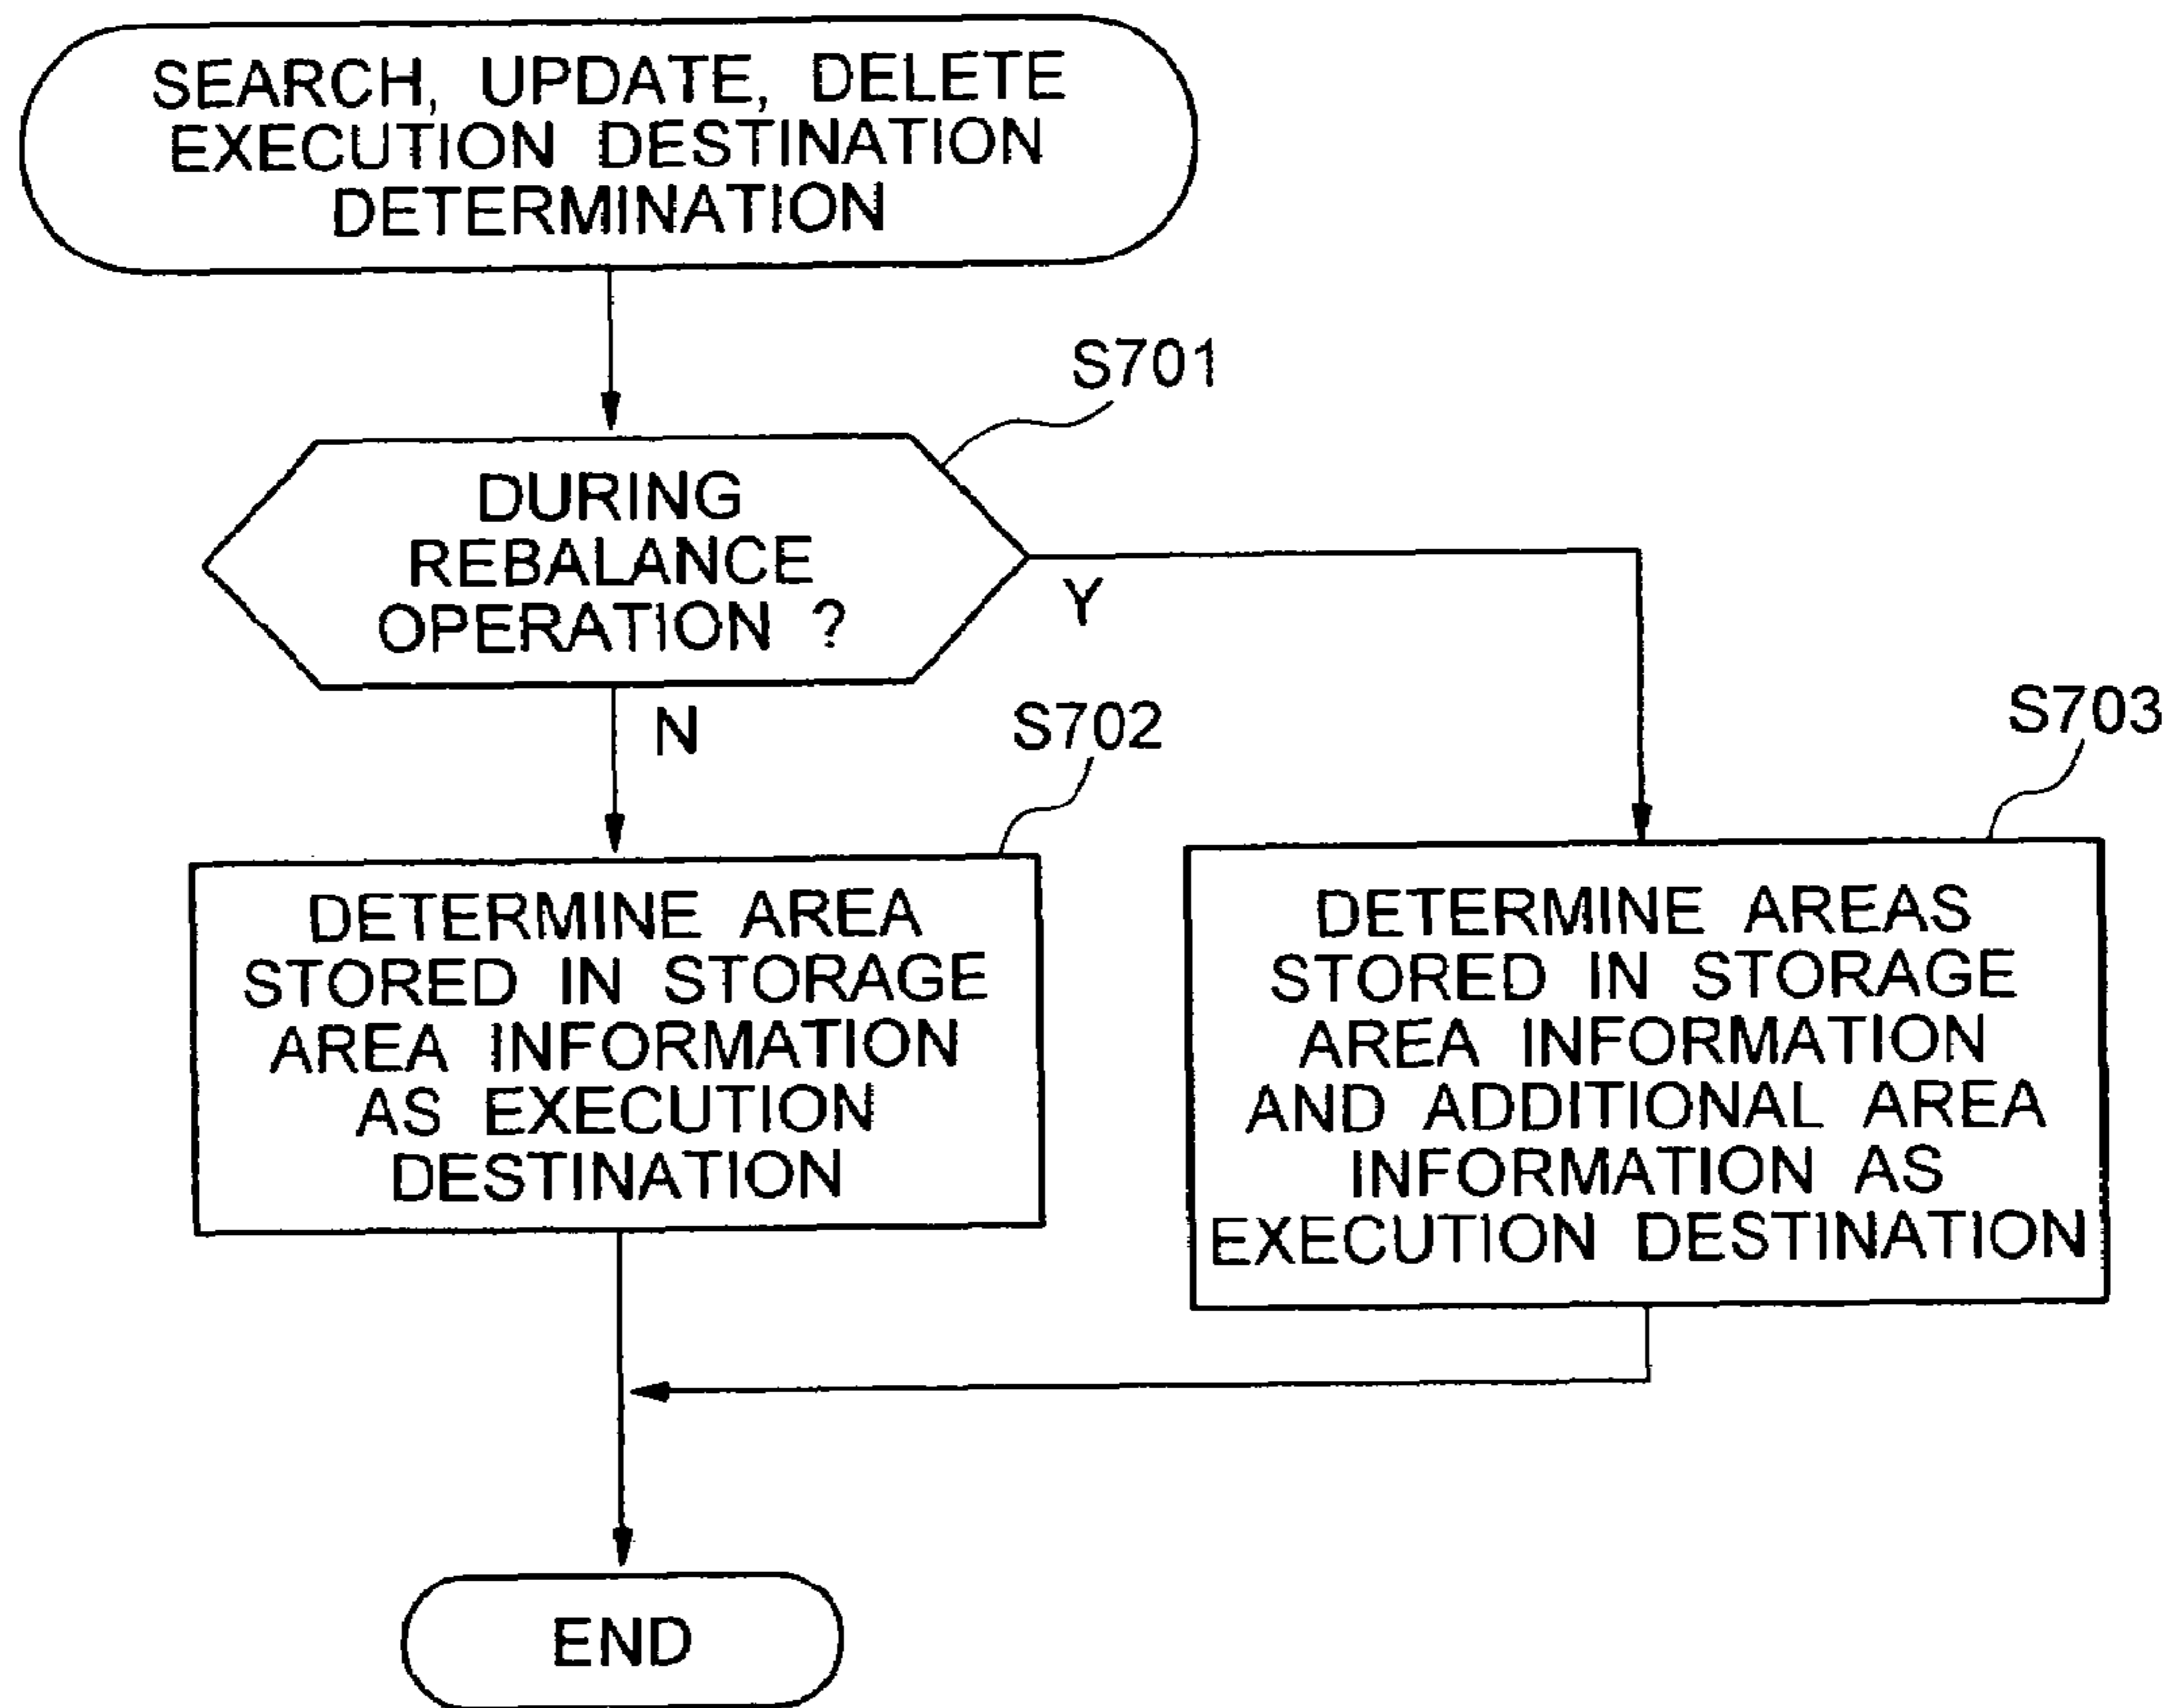 SEARCH, UPDATE, DELETE
EXECUTION DESTINATION
DETERMINATION
S701
DURING
REBALANCE
OPERATION ?
Y
N
S702
S703
DETERMINE AREA
STORED IN STORAGE
AREA INFORMATION
AS EXECUTION
DESTINATION
DETERMINE AREAS
STORED IN STORAGE
AREA INFORMATION
AND ADDITIONAL AREA
INFORMATION AS
EXECUTION DESTINATION
END